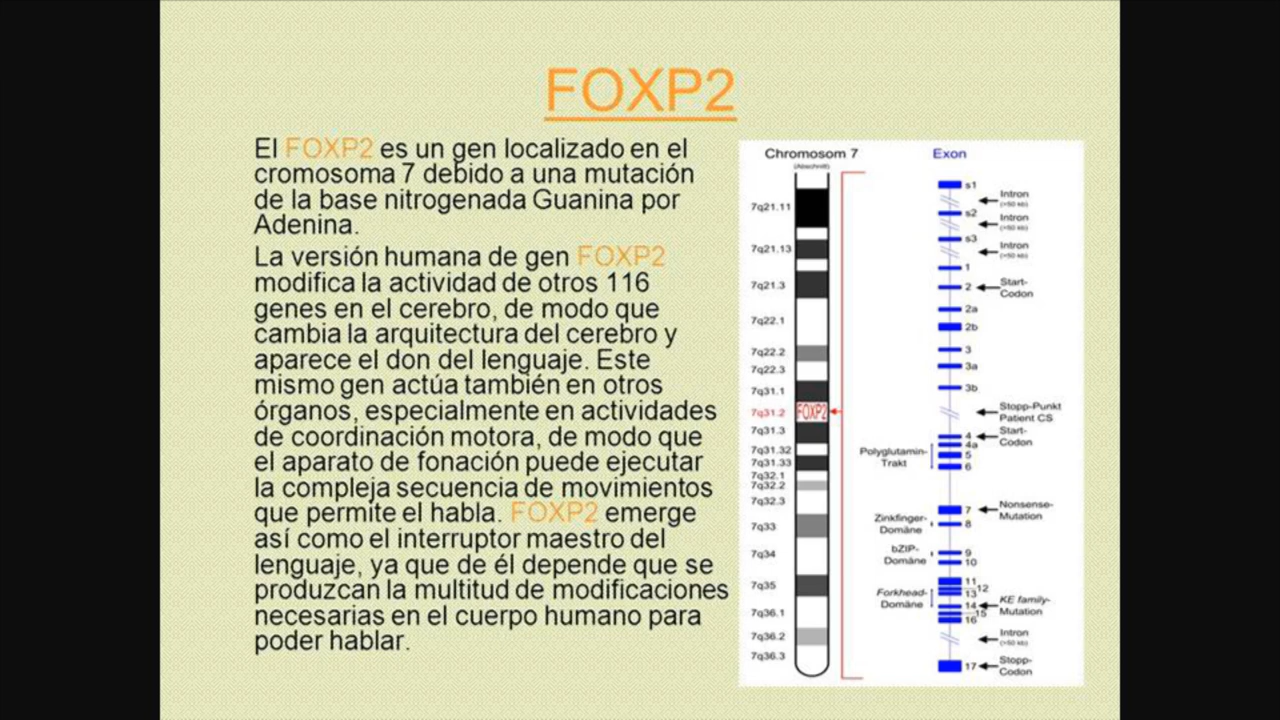 FOXP2
El FOXP2 es un gen localizado en el
cromosoma 7 debido a una mutación
de la base nitrogenada Guanina por
Adenina.
La versión humana de gen FOXP2
modifica la actividad de otros 116
genes en el cerebro, de modo que
cambia la arquitectura del cerebro y
aparece el don del lenguaje. Este
mismo gen actúa también en otros
órganos, especialmente en actividades
de coordinación motora, de modo que
el aparato de fonación puede ejecutar
la compleja secuencia de movimientos
que permite el habla. FOXP2 emerge
así como el interruptor maestro del
lenguaje, ya que de él depende que se
produzcan la multitud de modificaciones
necesarias en el cuerpo humano para
poder hablar.
Chromosom 7
(Abschnitt)
7q21.11
7q21.13
7q21.3
7q22.1
7q22.2
7q22.3
7q31.1
7q31.2 FOXP2
7q31.3
7q31.32
7q31.33
7q32.1
7q32.2
7q32.3
7q33
7q34
7q35
7q36.1
7q36.2
7q36.3
Exon
s1
Intron
(>50 kb)
s2
Intron
(>50 kb)
s3
Intron
(>50 kb)
1
2
Start-
Codon
2a
2b
3
3a
3b
Stopp-Punkt
Patient CS
4
Start-
Codon
4a
Polyglutamin-
Trakt
5
6
7
Nonsense-
Mutation
Zinkfinger-
Domäne
8
bZIP-
Domäne
9
10
11
12
13
Forkhead-
Domäne
14
KE family-
Mutation
15
16
Intron
(>50 kb)
17
Stopp-
Codon